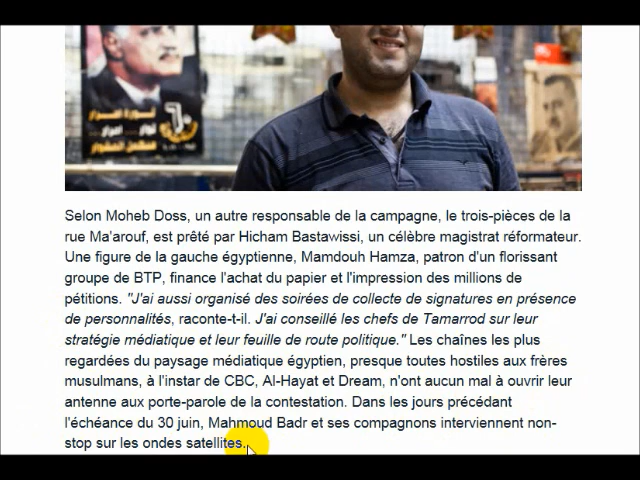 ثورة التحرار
ثوار ... احرار
هنكمل المشوار
Selon Moheb Doss, un autre responsable de la campagne, le trois-pièces de la
rue Ma'arouf, est prêté par Hicham Bastawissi, un célèbre magistrat réformateur.
Une figure de la gauche égyptienne, Mamdouh Hamza, patron d'un florissant
groupe de BTP, finance l'achat du papier et l'impression des millions de
pétitions. "J'ai aussi organisé des soirées de collecte de signatures en présence
de personnalités, raconte-t-il. J'ai conseillé les chefs de Tamarrod sur leur
stratégie médiatique et leur feuille de route politique." Les chaînes les plus
regardées du paysage médiatique égyptien, presque toutes hostiles aux frères
musulmans, à l'instar de CBC, Al-Hayat et Dream, n'ont aucun mal à ouvrir leur
antenne aux porte-parole de la contestation. Dans les jours précédant
l'échéance du 30 juin, Mahmoud Badr et ses compagnons interviennent non-
stop sur les ondes satellites.